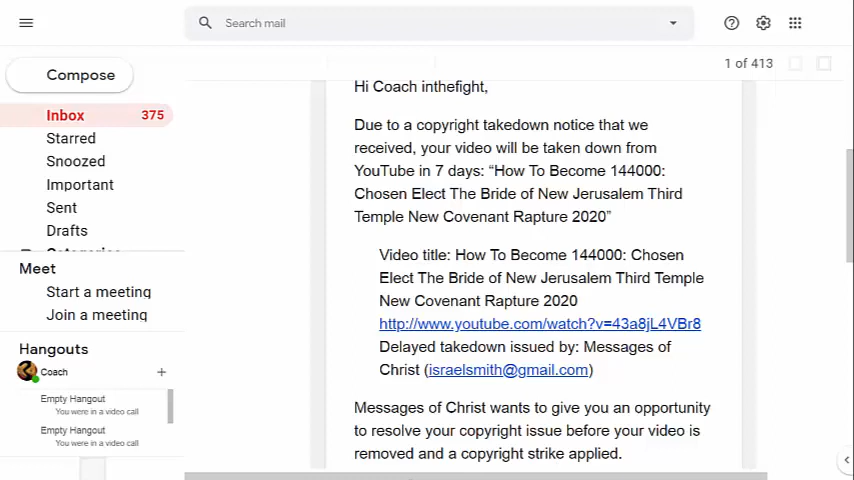 Search mail
Compose
1 of 413
Inbox 375
Starred
Snoozed
Important
Sent
Drafts
Categories
Meet
Start a meeting
Join a meeting
Hangouts
Coach
Empty Hangout
You were in a video call
Empty Hangout
You were in a video call
Hi Coach inthefight,
Due to a copyright takedown notice that we
received, your video will be taken down from
YouTube in 7 days: “How To Become 144000:
Chosen Elect The Bride of New Jerusalem Third
Temple New Covenant Rapture 2020”
Video title: How To Become 144000: Chosen
Elect The Bride of New Jerusalem Third Temple
New Covenant Rapture 2020
http://www.youtube.com/watch?v=43a8jL4VBr8
Delayed takedown issued by: Messages of
Christ (israelsmith@gmail.com)
Messages of Christ wants to give you an opportunity
to resolve your copyright issue before your video is
removed and a copyright strike applied.